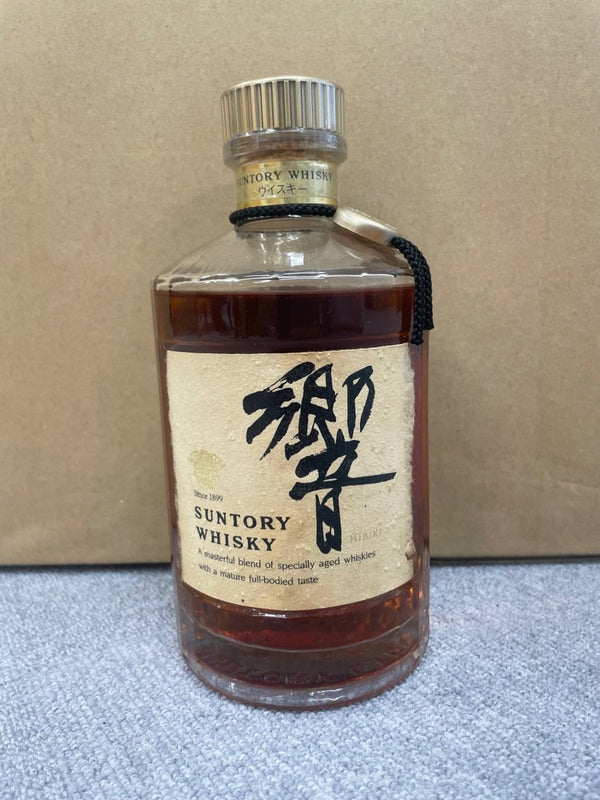 SUNTORY WHISKY
ウイスキー
響
HIBIKI
Since 1899
SUNTORY
WHISKY
A masterful blend of specially aged whiskies
with a mature full-bodied taste